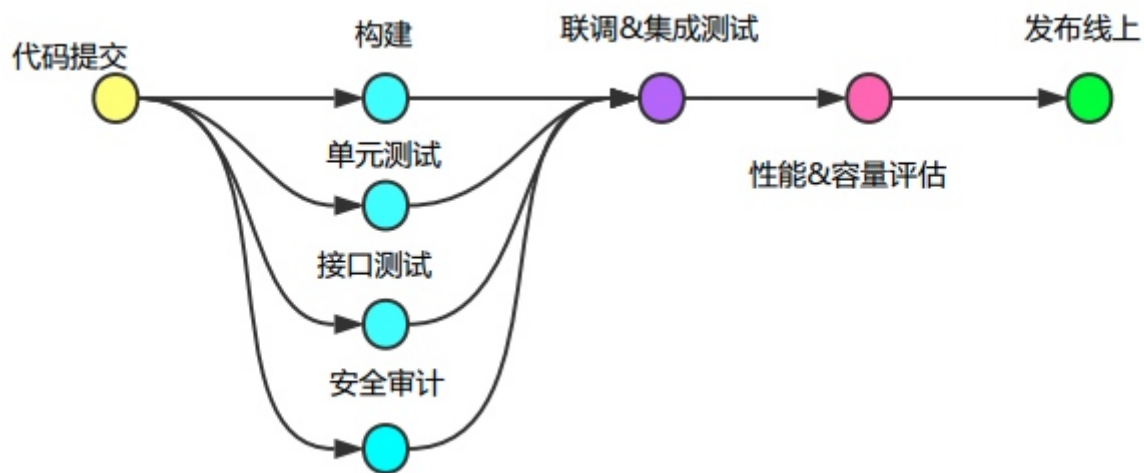 代码提交
构建
联调&集成测试
发布线上
单元测试
性能&容量评估
接口测试
安全审计